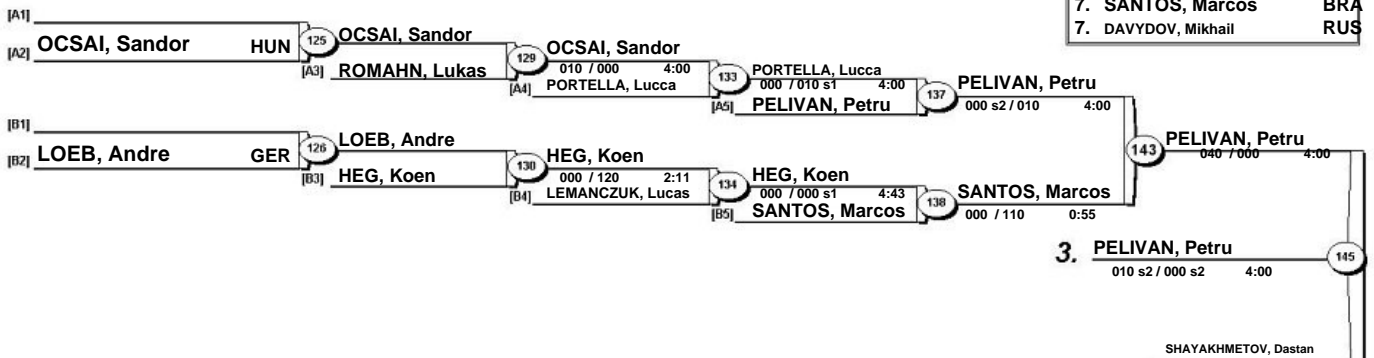 7. SANTOS, Marcos BRA
7. DAVYDOV, Mikhail RUS
[A1]
[A2] OCSAI, Sandor HUN
125
OCSAI, Sandor
[A3] ROMAHN, Lukas
129
OCSAI, Sandor
010 / 000 4:00
[A4] PORTELLA, Lucca
133
PORTELLA, Lucca
000 / 010 s1 4:00
[A5] PELIVAN, Petru
137
PELIVAN, Petru
000 s2 / 010 4:00
[B1]
[B2] LOEB, Andre GER
126
LOEB, Andre
[B3] HEG, Koen
130
HEG, Koen
000 / 120 2:11
[B4] LEMANCZUK, Lucas
134
HEG, Koen
000 / 000 s1 4:43
[B5] SANTOS, Marcos
138
SANTOS, Marcos
000 / 110 0:55
143
PELIVAN, Petru
040 / 000 4:00
3. PELIVAN, Petru
010 s2 / 000 s2 4:00
145
SHAYAKHMETOV, Dastan